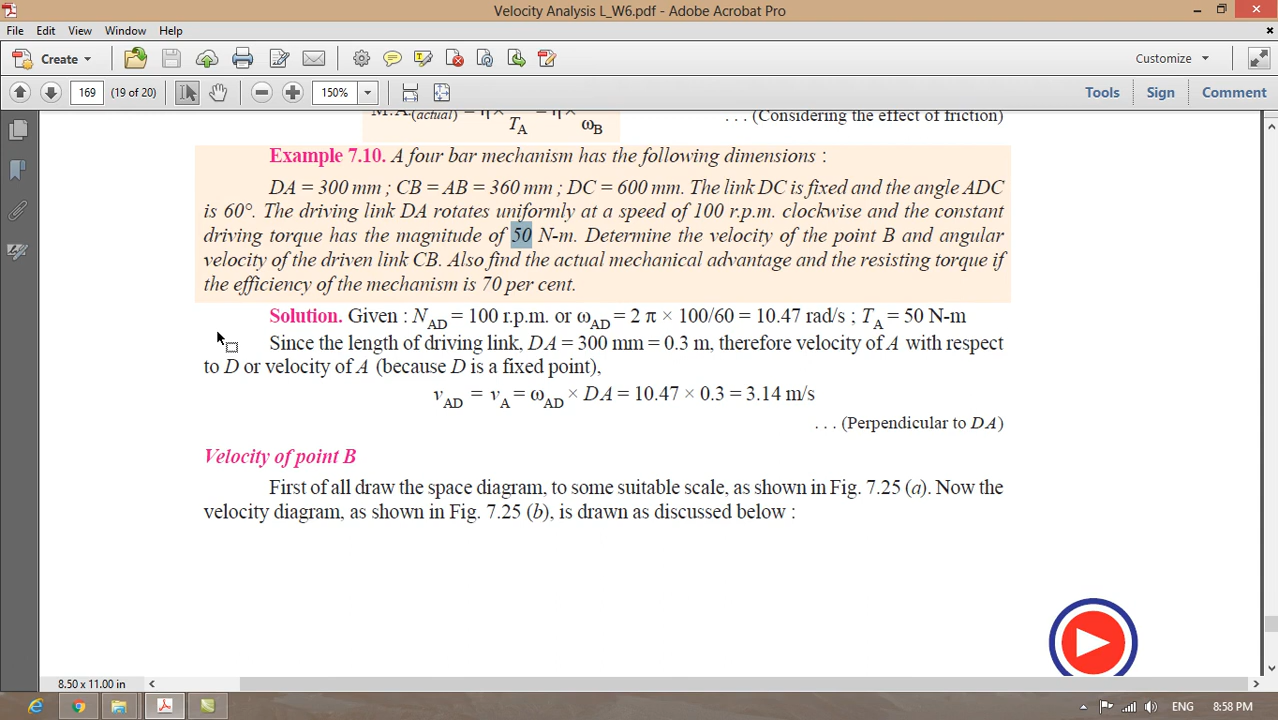 Velocity Analysis L_W6.pdf - Adobe Acrobat Pro
File Edit View Window Help
Create Customize
169 (19 of 20) 150% Tools Sign Comment
M.A.(actual) = η × = η ×
TA ωB
. . . (Considering the effect of friction)
Example 7.10. A four bar mechanism has the following dimensions :
DA = 300 mm ; CB = AB = 360 mm ; DC = 600 mm. The link DC is fixed and the angle ADC
is 60°. The driving link DA rotates uniformly at a speed of 100 r.p.m. clockwise and the constant
driving torque has the magnitude of 50 N-m. Determine the velocity of the point B and angular
velocity of the driven link CB. Also find the actual mechanical advantage and the resisting torque if
the efficiency of the mechanism is 70 per cent.
Solution. Given : NAD = 100 r.p.m. or ωAD = 2 π × 100/60 = 10.47 rad/s ; TA = 50 N-m
Since the length of driving link, DA = 300 mm = 0.3 m, therefore velocity of A with respect
to D or velocity of A (because D is a fixed point),
vAD = vA = ωAD × DA = 10.47 × 0.3 = 3.14 m/s
. . . (Perpendicular to DA)
Velocity of point B
First of all draw the space diagram, to some suitable scale, as shown in Fig. 7.25 (a). Now the
velocity diagram, as shown in Fig. 7.25 (b), is drawn as discussed below :
8.50 x 11.00 in
ENG 8:58 PM